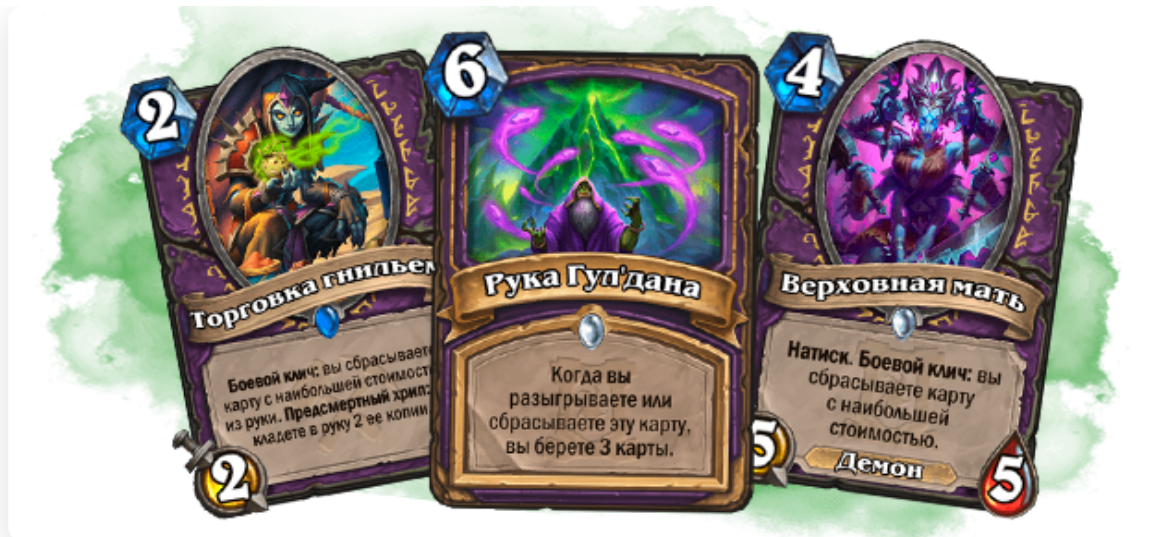 2
Торговка гнильем
Боевой клич: вы сбрасываете
карту с наибольшей стоимост
из руки. Предсмертный хрип:
кладете в руку 2 ее копии
2
6
Рука Гул'дана
Когда вы
разыгрываете или
сбрасываете эту карту,
вы берете 3 карты.
4
Верховная мать
Натиск. Боевой клич: вы
сбрасываете карту
с наибольшей
стоимостью.
5
Демон
5